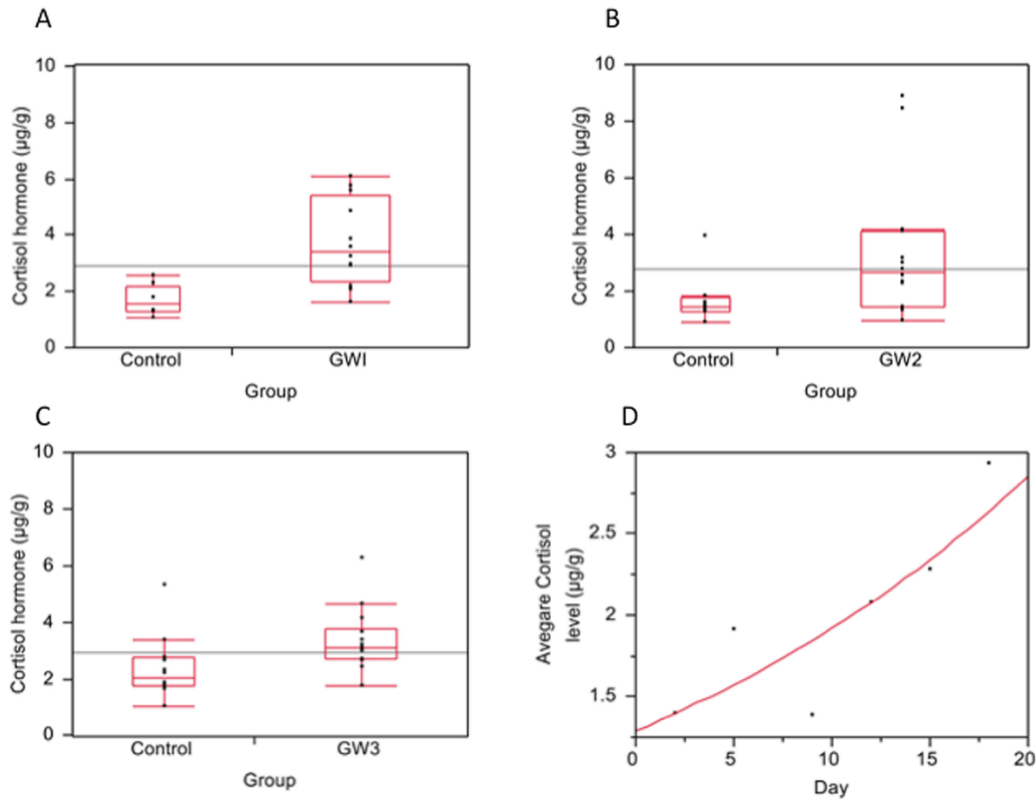 A
10
8
6
4
2
0
Cortisol hormone (µg/g)
Control
GWI
Group
B
10
8
6
4
2
0
Cortisol hormone (µg/g)
Control
GW2
Group
C
10
8
6
4
2
0
Cortisol hormone (µg/g)
Control
GW3
Group
D
3
2.5
2
1.5
Avegare Cortisol
level (µg/g)
0
5
10
15
20
Day